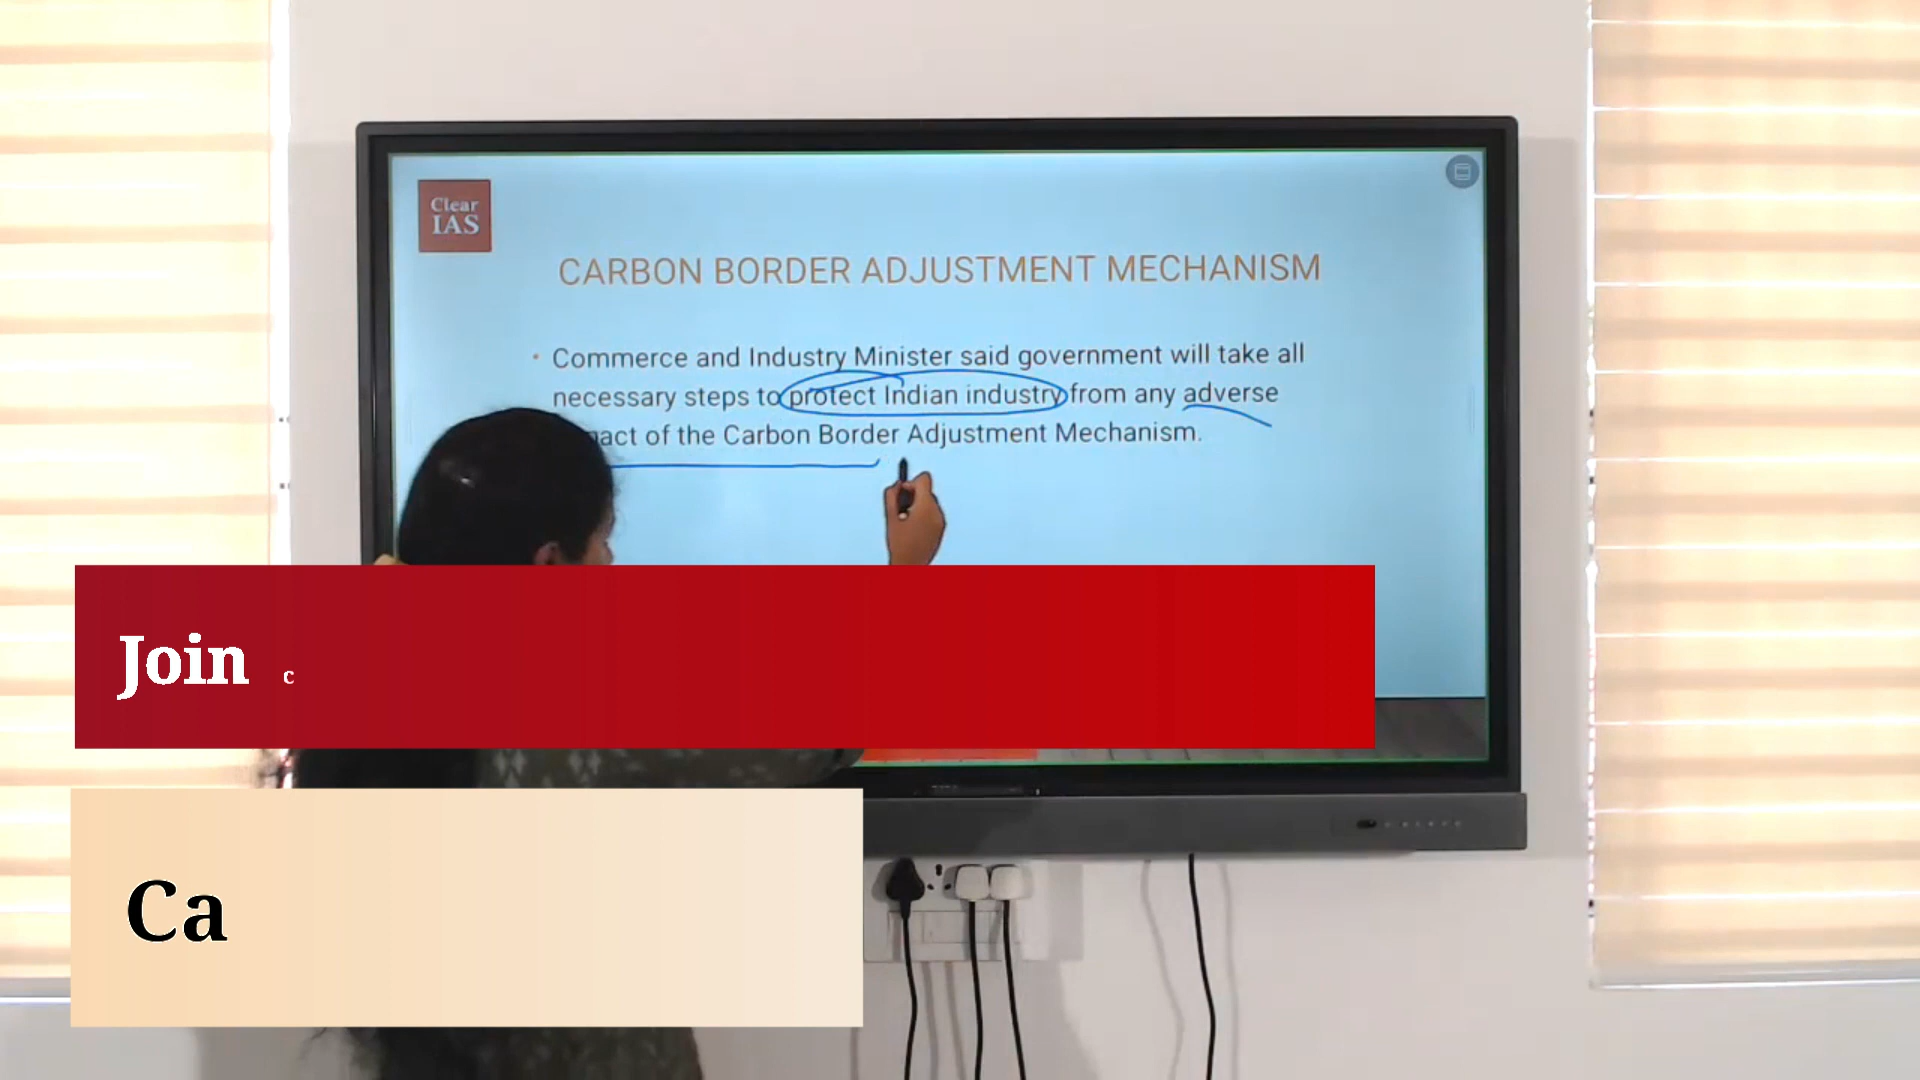 Clear
IAS
CARBON BORDER ADJUSTMENT MECHANISM
• Commerce and Industry Minister said government will take all
necessary steps to protect Indian industry from any adverse
act of the Carbon Border Adjustment Mechanism.
Join c
Ca